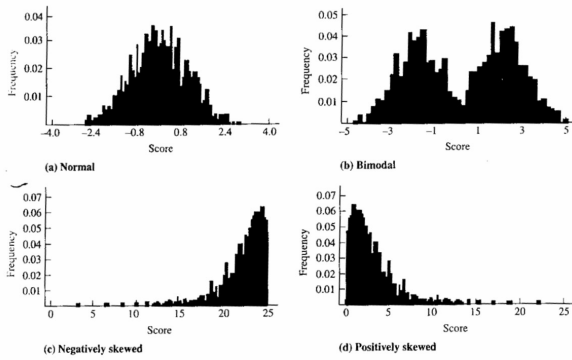 0.04
0.03
0.02
0.01
Frequency
-4.0 -2.4 -0.8 0.8 2.4 4.0
Score
(a) Normal
0.05
0.04
0.03
0.02
0.01
Frequency
-5 -3 -1 1 3 5
Score
(b) Bimodal
0.07
0.06
0.05
0.04
0.03
0.02
0.01
Frequency
0 5 10 15 20 25
Score
(c) Negatively skewed
0.07
0.06
0.05
0.04
0.03
0.02
0.01
Frequency
0 5 10 15 20 25
Score
(d) Positively skewed